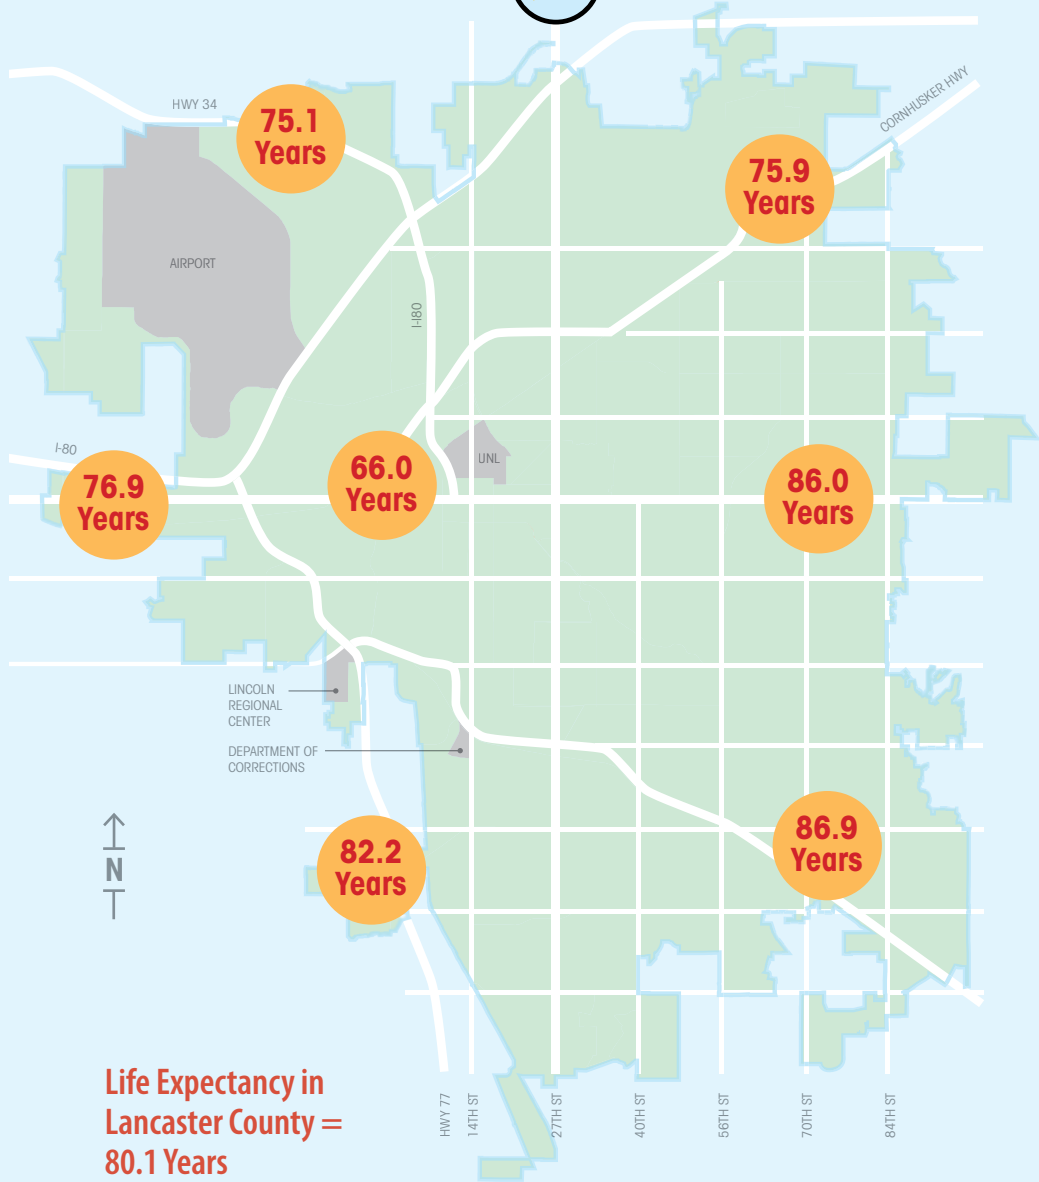 HWY 34
CORNHUSKER HWY
75.1
Years
75.9
Years
AIRPORT
I-I80
I-80
UNL
76.9
Years
66.0
Years
86.0
Years
LINCOLN
REGIONAL
CENTER
DEPARTMENT OF
CORRECTIONS
N
82.2
Years
86.9
Years
Life Expectancy in
Lancaster County =
80.1 Years
HWY 77
14TH ST
27TH ST
40TH ST
56TH ST
70TH ST
84TH ST